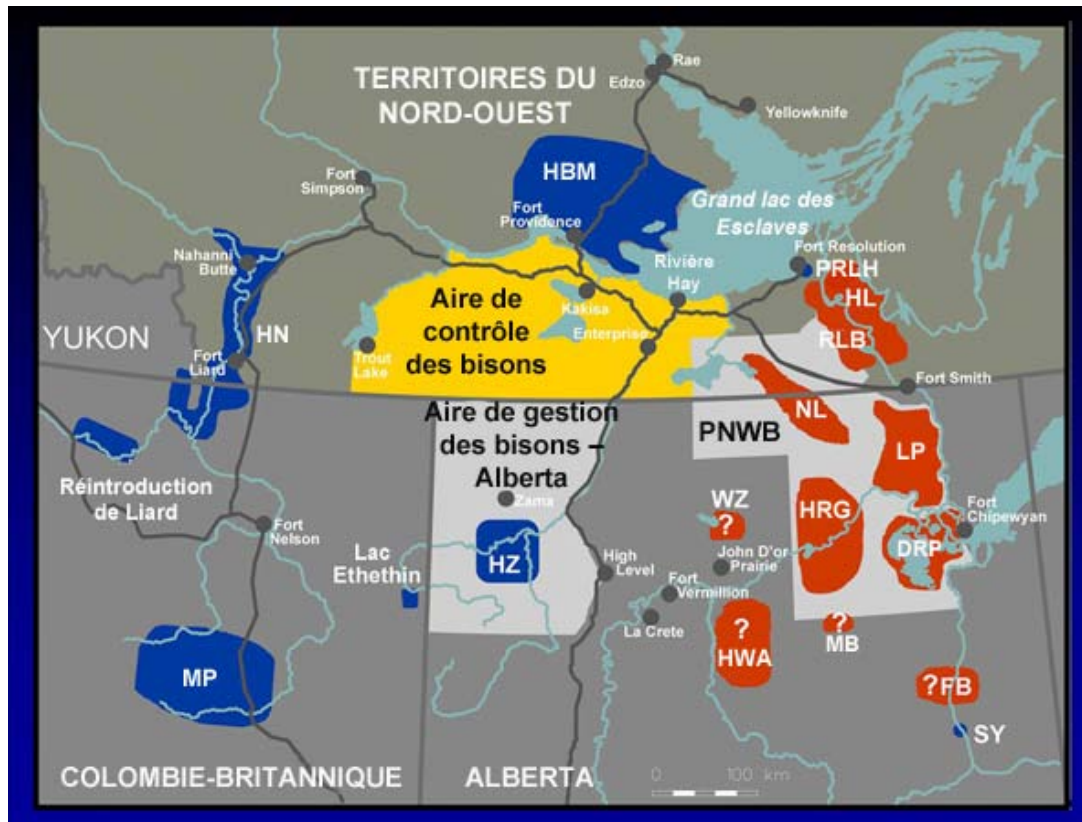 TERRITOIRES DU
NORD-OUEST
Rae
Edzo
Yellowknife
HBM
Fort
Simpson
Fort
Providence
Grand lac des
Esclaves
Nahanni
Butte
Rivière
Hay
Fort Resolution
PRLH
HL
RLB
YUKON
HN
Aire de
contrôle
des bisons
Kakisa
Enterprise
Trout
Lake
Fort
Liard
Fort Smith
Aire de gestion
des bisons –
Alberta
PNWB
NL
LP
Zama
Réintroduction
de Liard
WZ
?
HRG
Fort
Chipewyan
Fort
Nelson
Lac
Ethethin
HZ
High
Level
John D'or
Prairie
DRP
Fort
Vermillion
La Crete
?
HWA
?
MB
MP
?FB
SY
COLOMBIE-BRITANNIQUE
ALBERTA
0 100 km